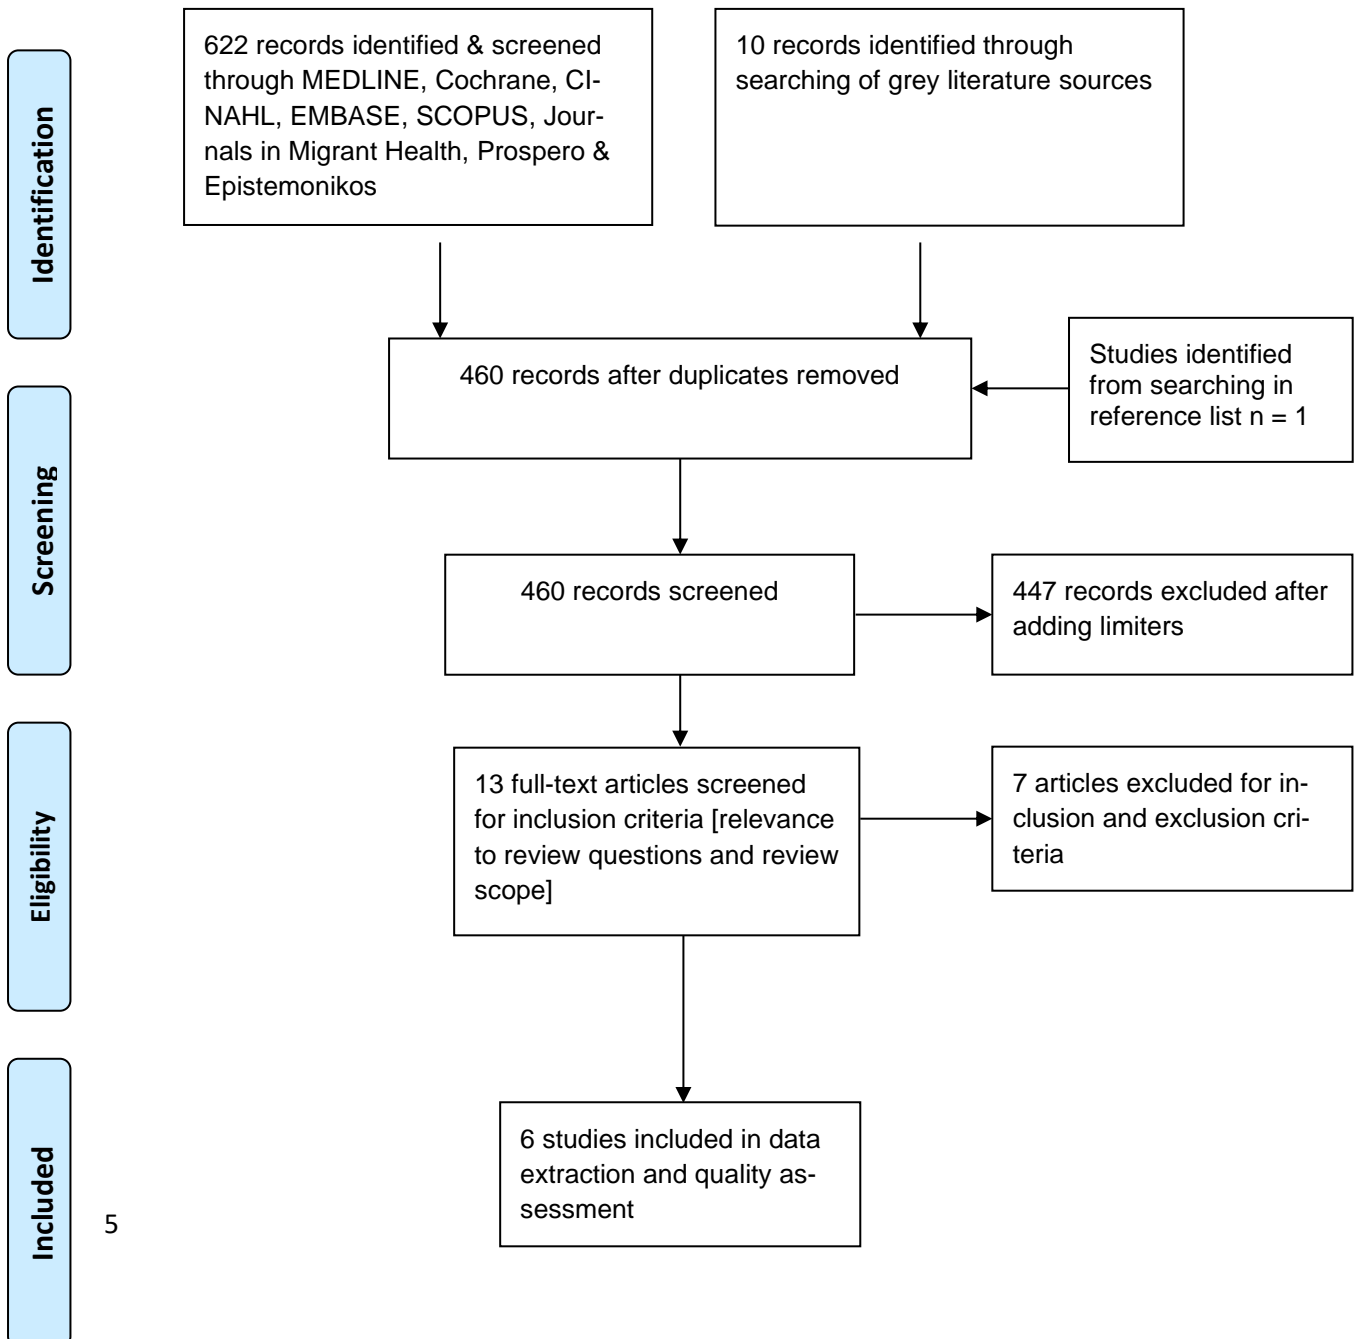 Identification
622 records identified & screened
through MEDLINE, Cochrane, CI-
NAHL, EMBASE, SCOPUS, Jour-
nals in Migrant Health, Prospero &
Epistemonikos
10 records identified through
searching of grey literature sources
460 records after duplicates removed
Studies identified
from searching in
reference list n = 1
Screening
460 records screened
447 records excluded after
adding limiters
Eligibility
13 full-text articles screened
for inclusion criteria [relevance
to review questions and review
scope]
7 articles excluded for in-
clusion and exclusion cri-
teria
Included
6 studies included in data
extraction and quality as-
sessment
5